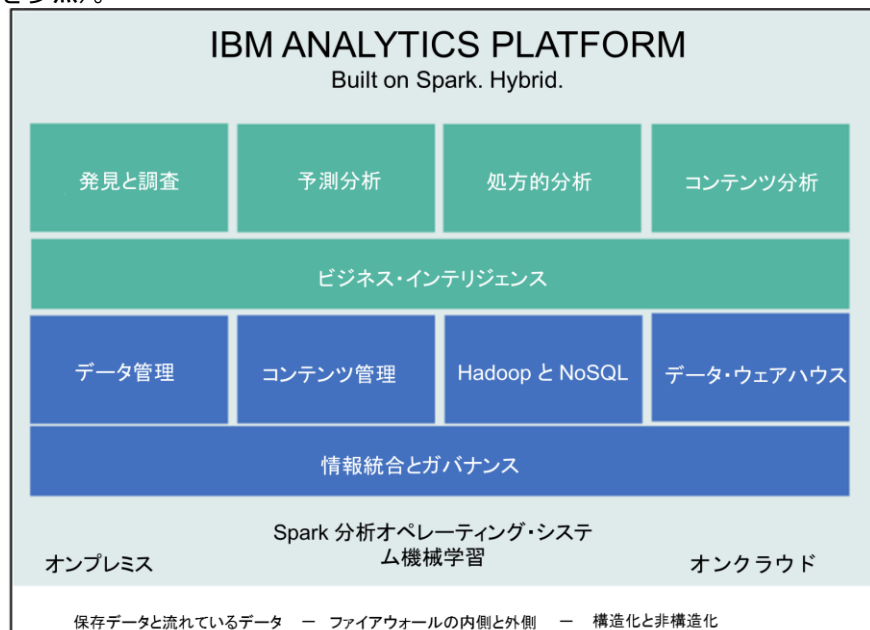 IBM ANALYTICS PLATFORM
Built on Spark. Hybrid.
発見と調査
予測分析
処方的分析
コンテンツ分析
ビジネス・インテリジェンス
データ管理
コンテンツ管理
Hadoop と NoSQL
データ・ウェアハウス
情報統合とガバナンス
Spark 分析オペレーティング・システ
ム機械学習
オンプレミス
オンクラウド
保存データと流れているデータ － ファイアウォールの内側と外側 － 構造化と非構造化